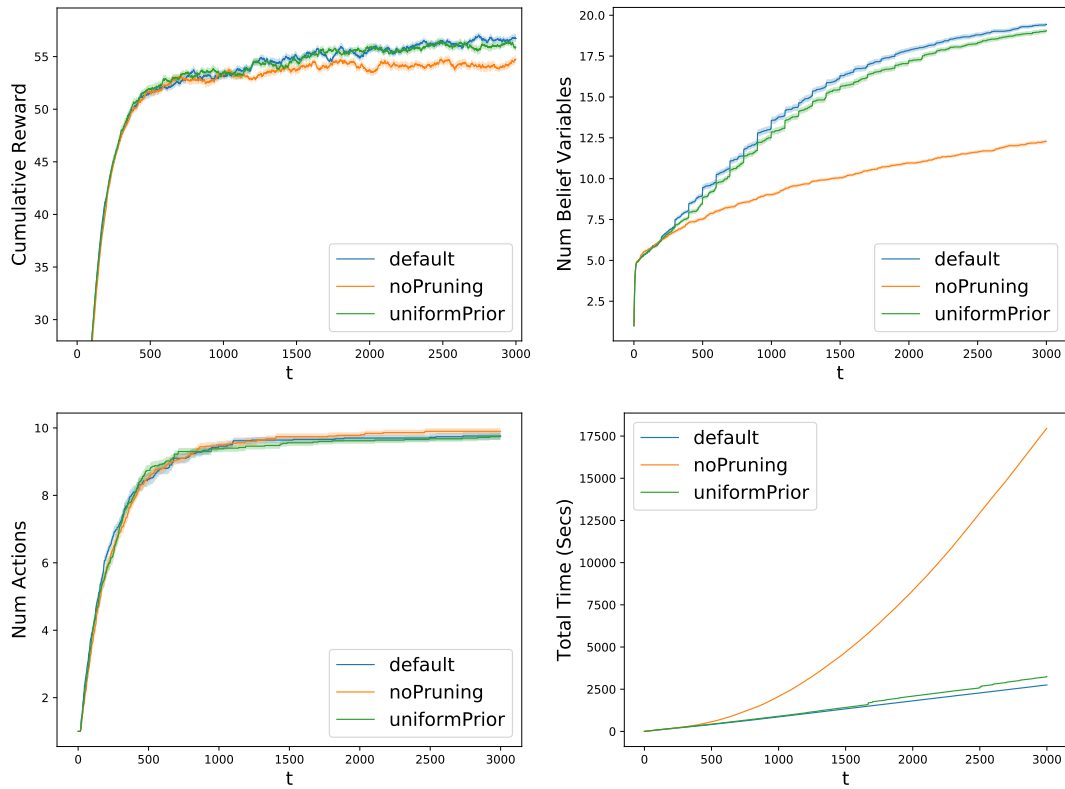 Cumulative Reward
55
50
45
40
35
30
default
noPruning
uniformPrior
0 500 1000 1500 2000 2500 3000
t
Num Belief Variables
20.0
17.5
15.0
12.5
10.0
7.5
5.0
2.5
default
noPruning
uniformPrior
0 500 1000 1500 2000 2500 3000
t
Num Actions
10
8
6
4
2
default
noPruning
uniformPrior
0 500 1000 1500 2000 2500 3000
t
Total Time (Secs)
17500
15000
12500
10000
7500
5000
2500
0
default
noPruning
uniformPrior
0 500 1000 1500 2000 2500 3000
t